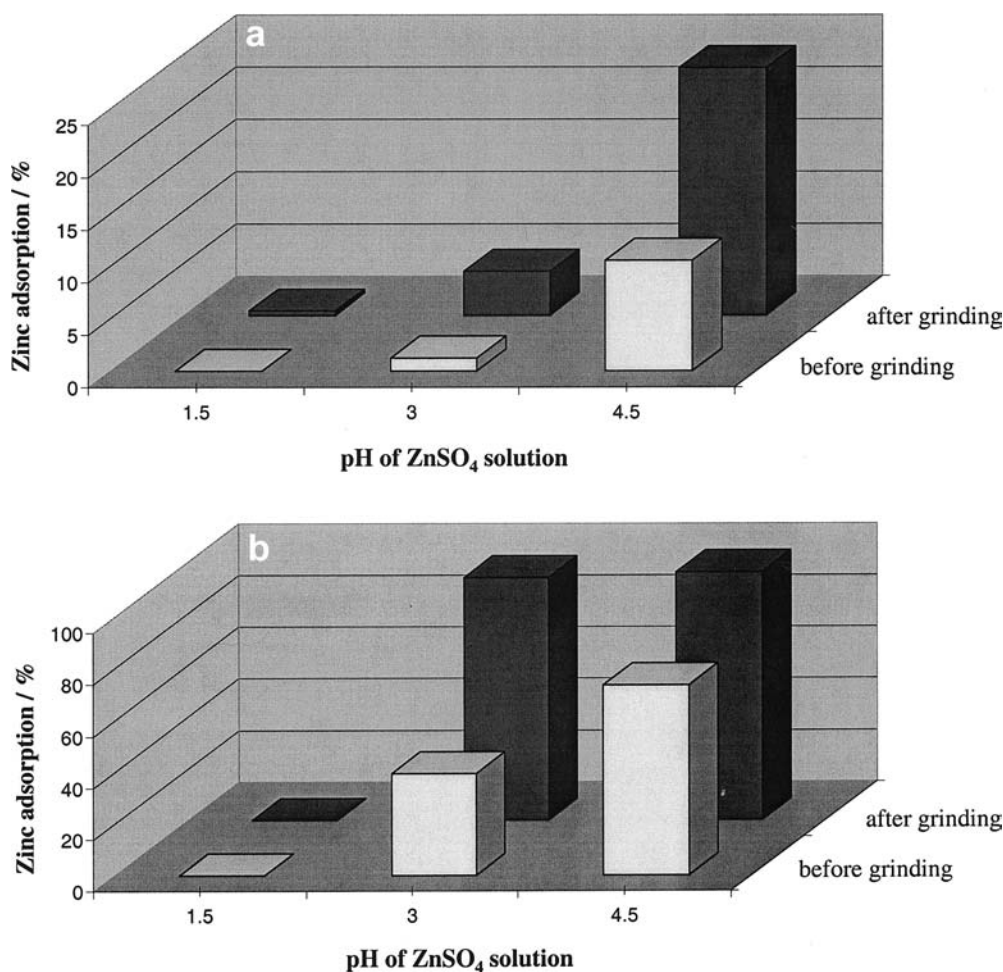 a
25
20
15
10
5
0
Zinc adsorption / %
1.5 3 4.5
after grinding
before grinding
pH of ZnSO₄ solution
b
100
80
60
40
20
0
Zinc adsorption / %
1.5 3 4.5
after grinding
before grinding
pH of ZnSO₄ solution